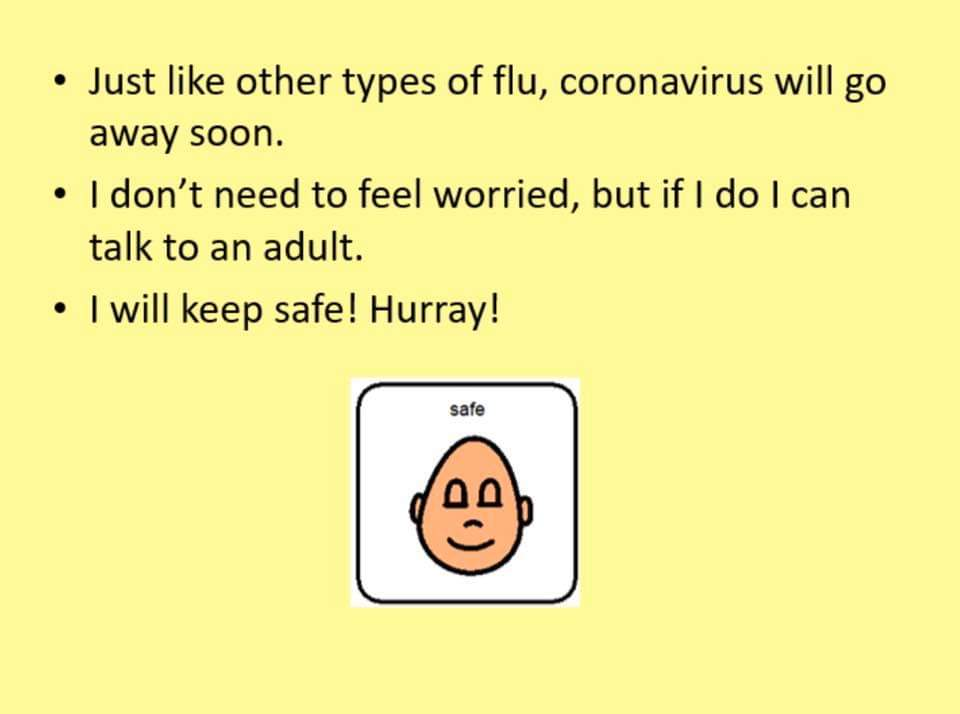 • Just like other types of flu, coronavirus will go
away soon.
• I don’t need to feel worried, but if I do I can
talk to an adult.
• I will keep safe! Hurray!
safe